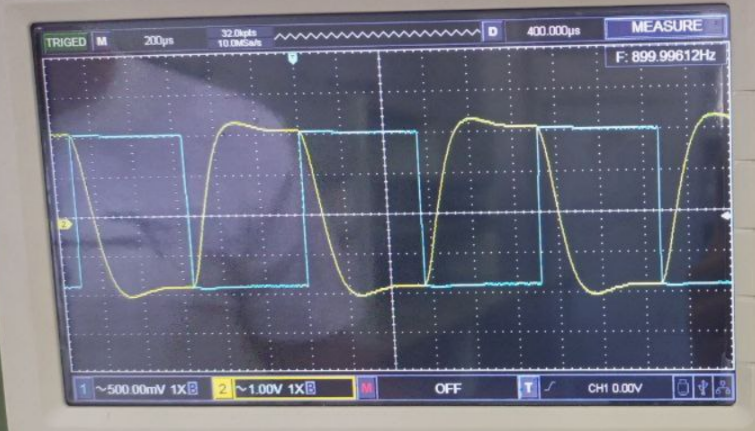 TRIGED M 200µs 32.0kpts D 400.000µs MEASURE
10.0MSa/s
F: 899.99612Hz
2
1 ~500.00mV 1X B 2 ~1.00V 1X B M OFF T CH1 0.00V